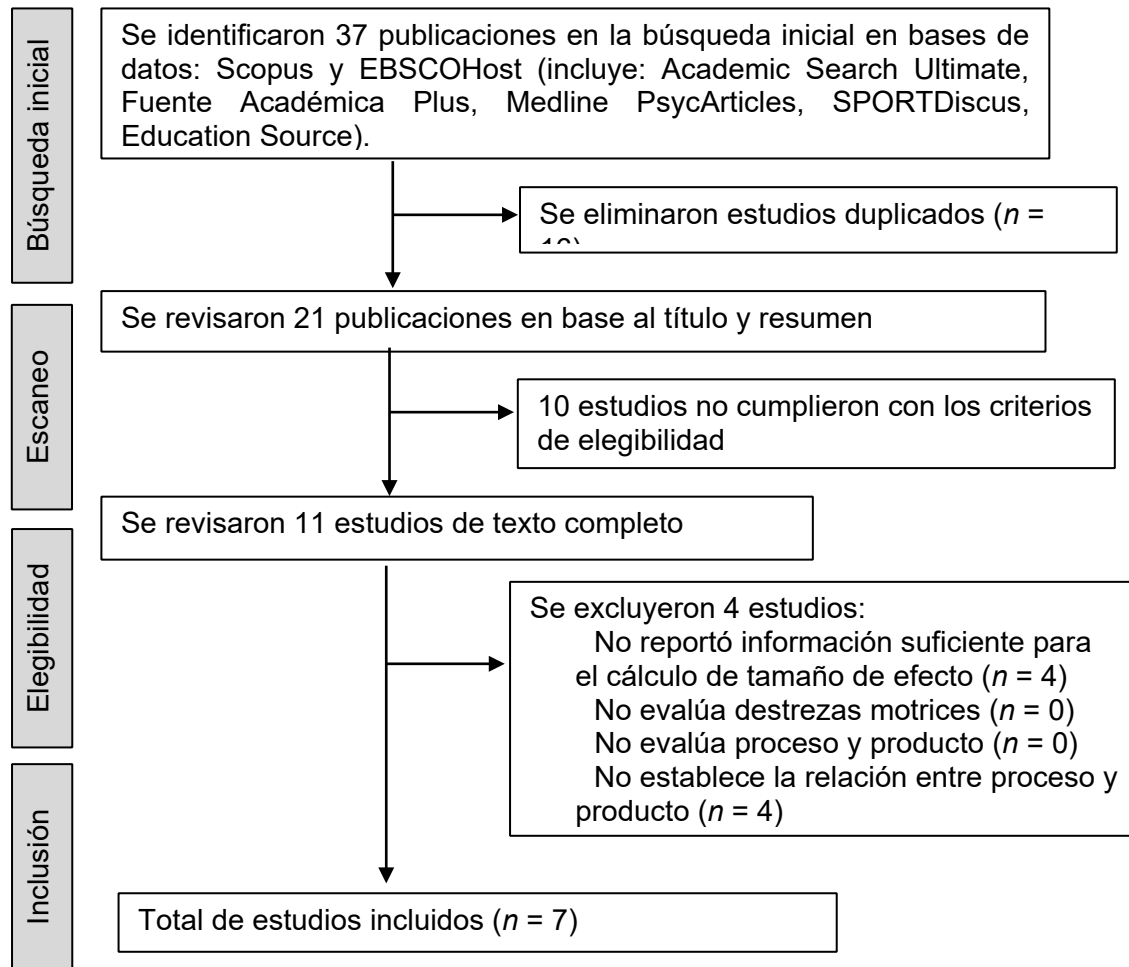 Búsqueda inicial
Se identificaron 37 publicaciones en la búsqueda inicial en bases de
datos: Scopus y EBSCOHost (incluye: Academic Search Ultimate,
Fuente Académica Plus, Medline PsycArticles, SPORTDiscus,
Education Source).
Se eliminaron estudios duplicados (n =
Escaneo
Se revisaron 21 publicaciones en base al título y resumen
10 estudios no cumplieron con los criterios
de elegibilidad
Elegibilidad
Se revisaron 11 estudios de texto completo
Se excluyeron 4 estudios:
No reportó información suficiente para
el cálculo de tamaño de efecto (n = 4)
No evalúa destrezas motrices (n = 0)
No evalúa proceso y producto (n = 0)
No establece la relación entre proceso y
producto (n = 4)
Inclusión
Total de estudios incluidos (n = 7)